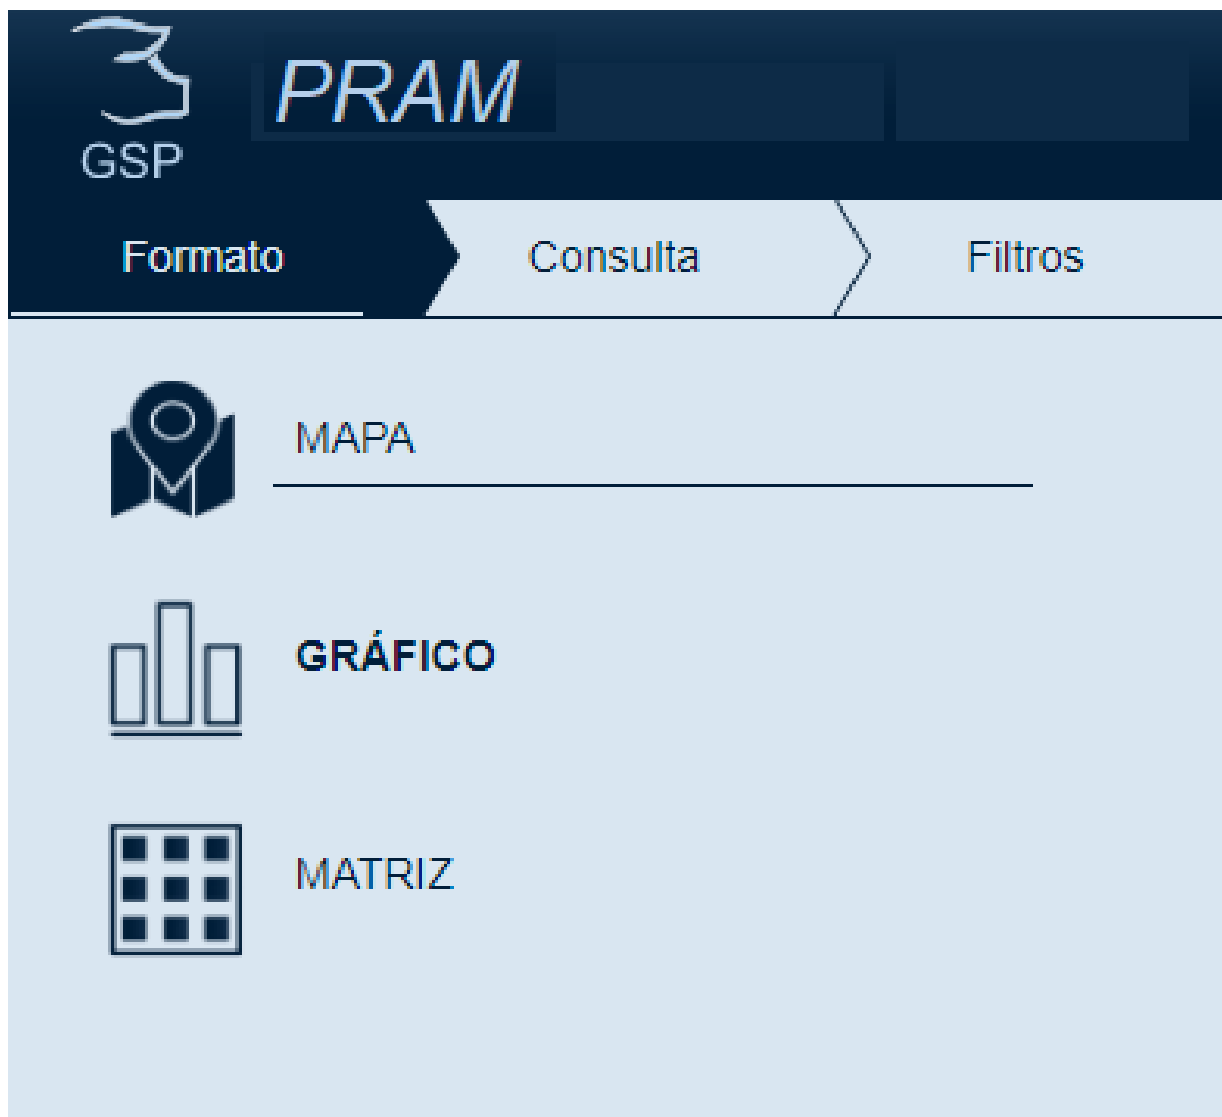 PRAM
GSP
Formato Consulta Filtros
MAPA
GRÁFICO
MATRIZ